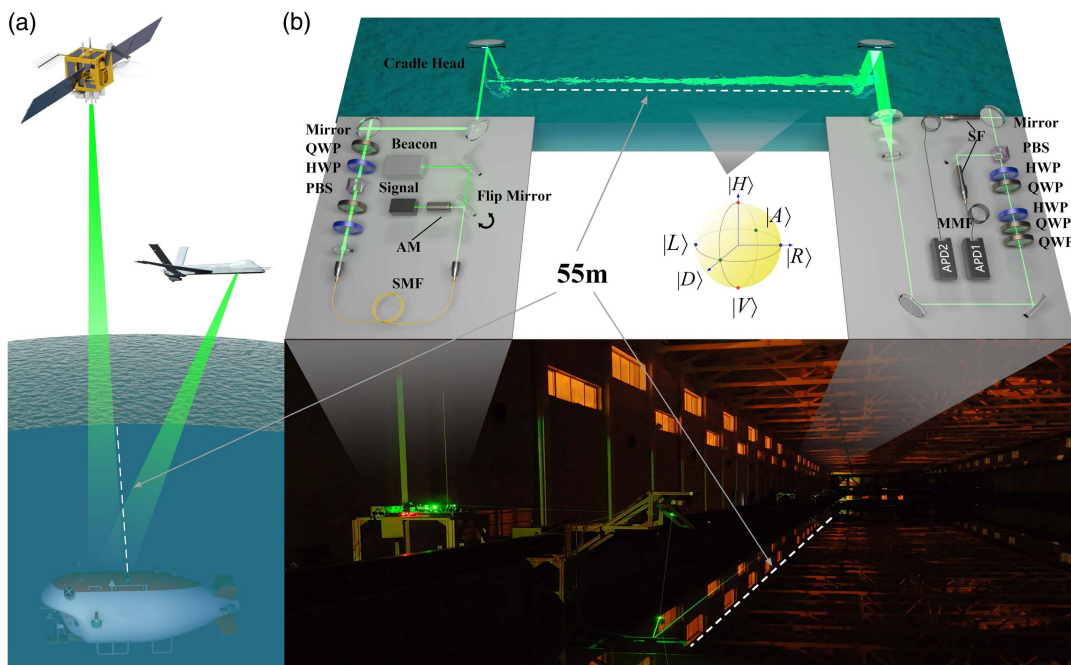 (a)
(b)
Cradle Head
Mirror
QWP
HWP
PBS
Beacon
Signal
Flip Mirror
AM
SMF
55m
|H⟩
|A⟩
|L⟩
|R⟩
|D⟩
|V⟩
SF
Mirror
PBS
HWP
QWP
HWP
QWP
QWP
MMF
APD2
APD1